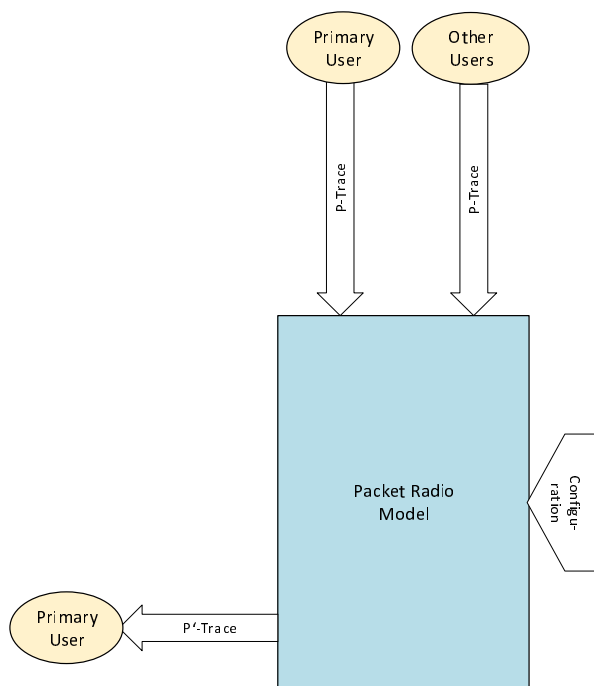 Primary
User
Other
Users
P-Trace
P-Trace
Packet Radio
Model
Configu-
ration
Primary
User
P‘-Trace